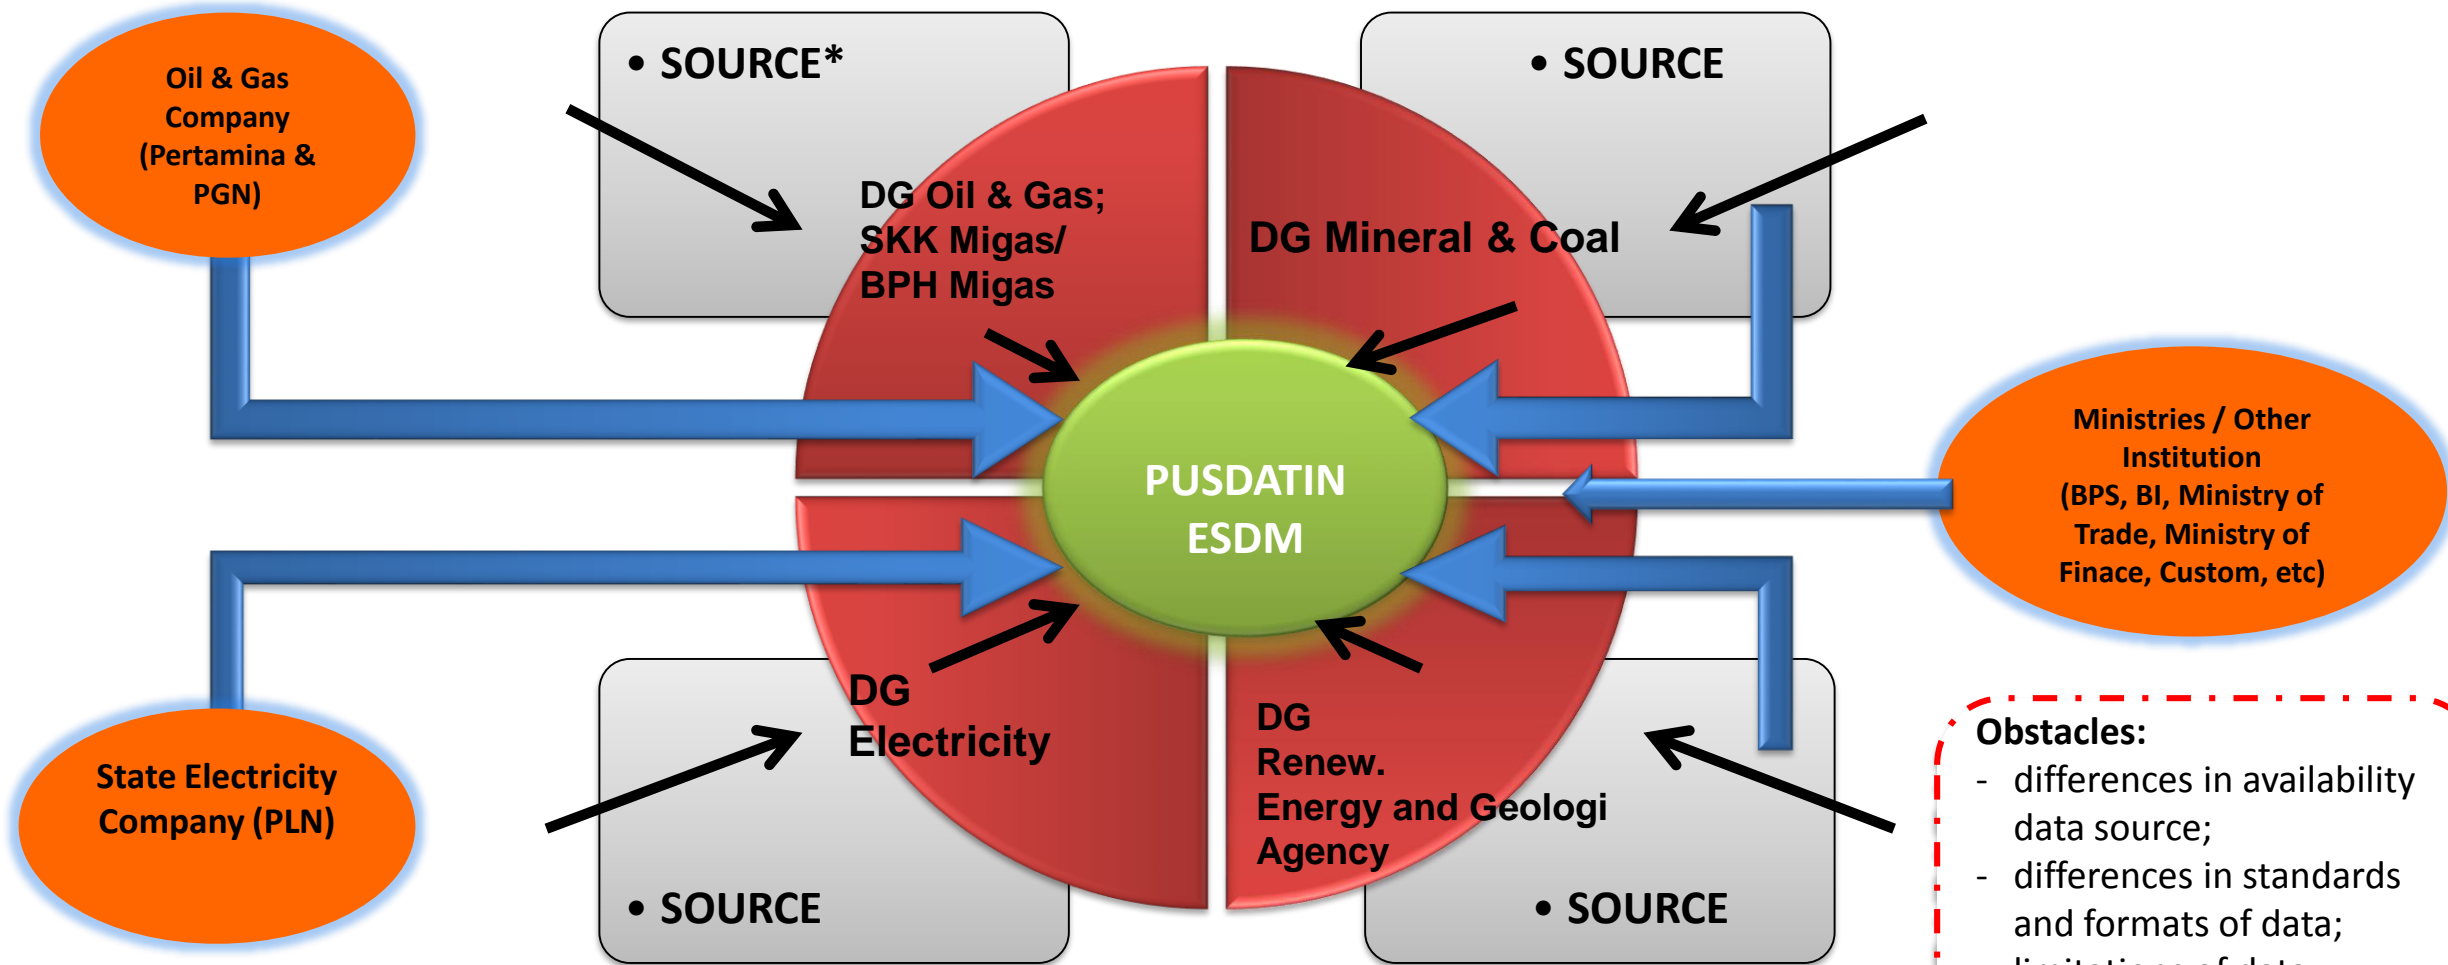 Oil & Gas
Company
(Pertamina &
PGN)
• SOURCE*
• SOURCE
DG Oil & Gas;
SKK Migas/
BPH Migas
DG Mineral & Coal
PUSDATIN
ESDM
Ministries / Other
Institution
(BPS, BI, Ministry of
Trade, Ministry of
Finace, Custom, etc)
State Electricity
Company (PLN)
DG
Electricity
DG
Renew.
Energy and Geologi
Agency
• SOURCE
• SOURCE
Obstacles:
- differences in availability
data source;
- differences in standards
and formats of data;
limitations of data